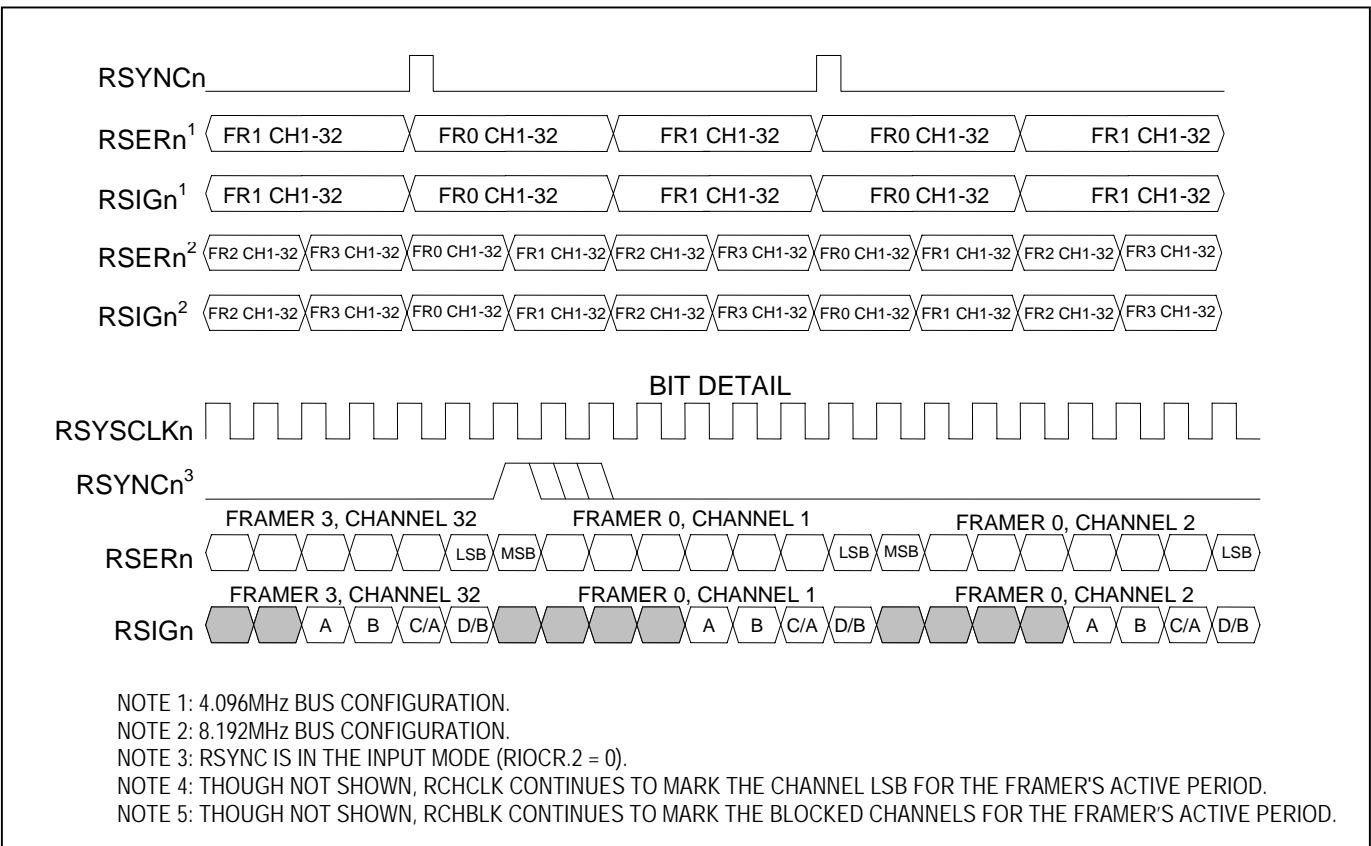 RSYNCn
RSERn1 FR1 CH1-32 FR0 CH1-32 FR1 CH1-32 FR0 CH1-32 FR1 CH1-32
RSIGn1 FR1 CH1-32 FR0 CH1-32 FR1 CH1-32 FR0 CH1-32 FR1 CH1-32
RSERn2 FR2 CH1-32 FR3 CH1-32 FR0 CH1-32 FR1 CH1-32 FR2 CH1-32 FR3 CH1-32 FR0 CH1-32 FR1 CH1-32 FR2 CH1-32 FR3 CH1-32
RSIGn2 FR2 CH1-32 FR3 CH1-32 FR0 CH1-32 FR1 CH1-32 FR2 CH1-32 FR3 CH1-32 FR0 CH1-32 FR1 CH1-32 FR2 CH1-32 FR3 CH1-32
BIT DETAIL
RSYSCLKn
RSYNCn3
FRAMER 3, CHANNEL 32 FRAMER 0, CHANNEL 1 FRAMER 0, CHANNEL 2
RSERn LSB MSB LSB MSB LSB
FRAMER 3, CHANNEL 32 FRAMER 0, CHANNEL 1 FRAMER 0, CHANNEL 2
RSIGn A B C/A D/B A B C/A D/B A B C/A D/B
NOTE 1: 4.096MHz BUS CONFIGURATION.
NOTE 2: 8.192MHz BUS CONFIGURATION.
NOTE 3: RSYNC IS IN THE INPUT MODE (RIOCR.2 = 0).
NOTE 4: THOUGH NOT SHOWN, RCHCLK CONTINUES TO MARK THE CHANNEL LSB FOR THE FRAMER'S ACTIVE PERIOD.
NOTE 5: THOUGH NOT SHOWN, RCHBLK CONTINUES TO MARK THE BLOCKED CHANNELS FOR THE FRAMER’S ACTIVE PERIOD.